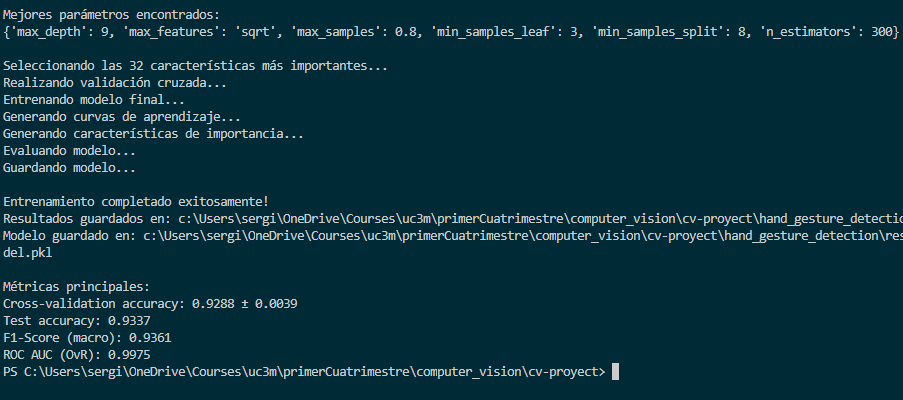 Mejores parámetros encontrados:
{'max_depth': 9, 'max_features': 'sqrt', 'max_samples': 0.8, 'min_samples_leaf': 3, 'min_samples_split': 8, 'n_estimators': 300}
Seleccionando las 32 características más importantes...
Realizando validación cruzada...
Entrenando modelo final...
Generando curvas de aprendizaje...
Generando características de importancia...
Evaluando modelo...
Guardando modelo...
Entrenamiento completado exitosamente!
Resultados guardados en: c:\Users\sergi\OneDrive\Courses\uc3m\primerCuatrimestre\computer_vision\cv-proyect\hand_gesture_detectio
Modelo guardado en: c:\Users\sergi\OneDrive\Courses\uc3m\primerCuatrimestre\computer_vision\cv-proyect\hand_gesture_detection\res
del.pkl
Métricas principales:
Cross-validation accuracy: 0.9288 ± 0.0039
Test accuracy: 0.9337
F1-Score (macro): 0.9361
ROC AUC (OvR): 0.9975
PS C:\Users\sergi\OneDrive\Courses\uc3m\primerCuatrimestre\computer_vision\cv-proyect>